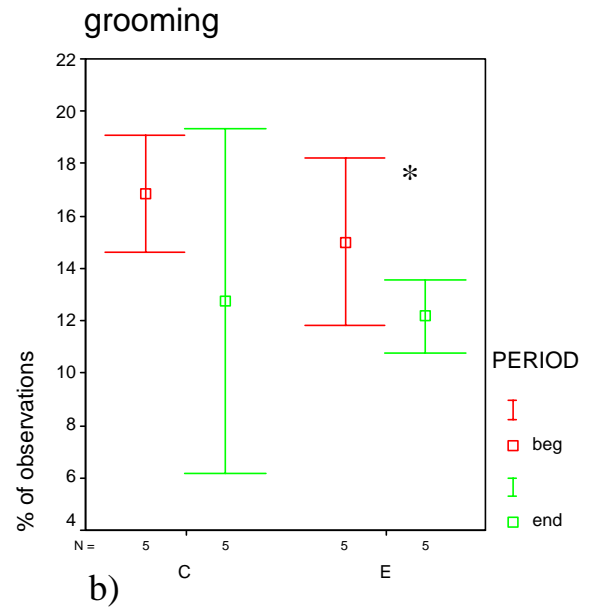 grooming
% of observations
22
20
18
16
14
12
10
8
6
4
*
N = 5 5 5 5
C E
PERIOD
beg
end
b)